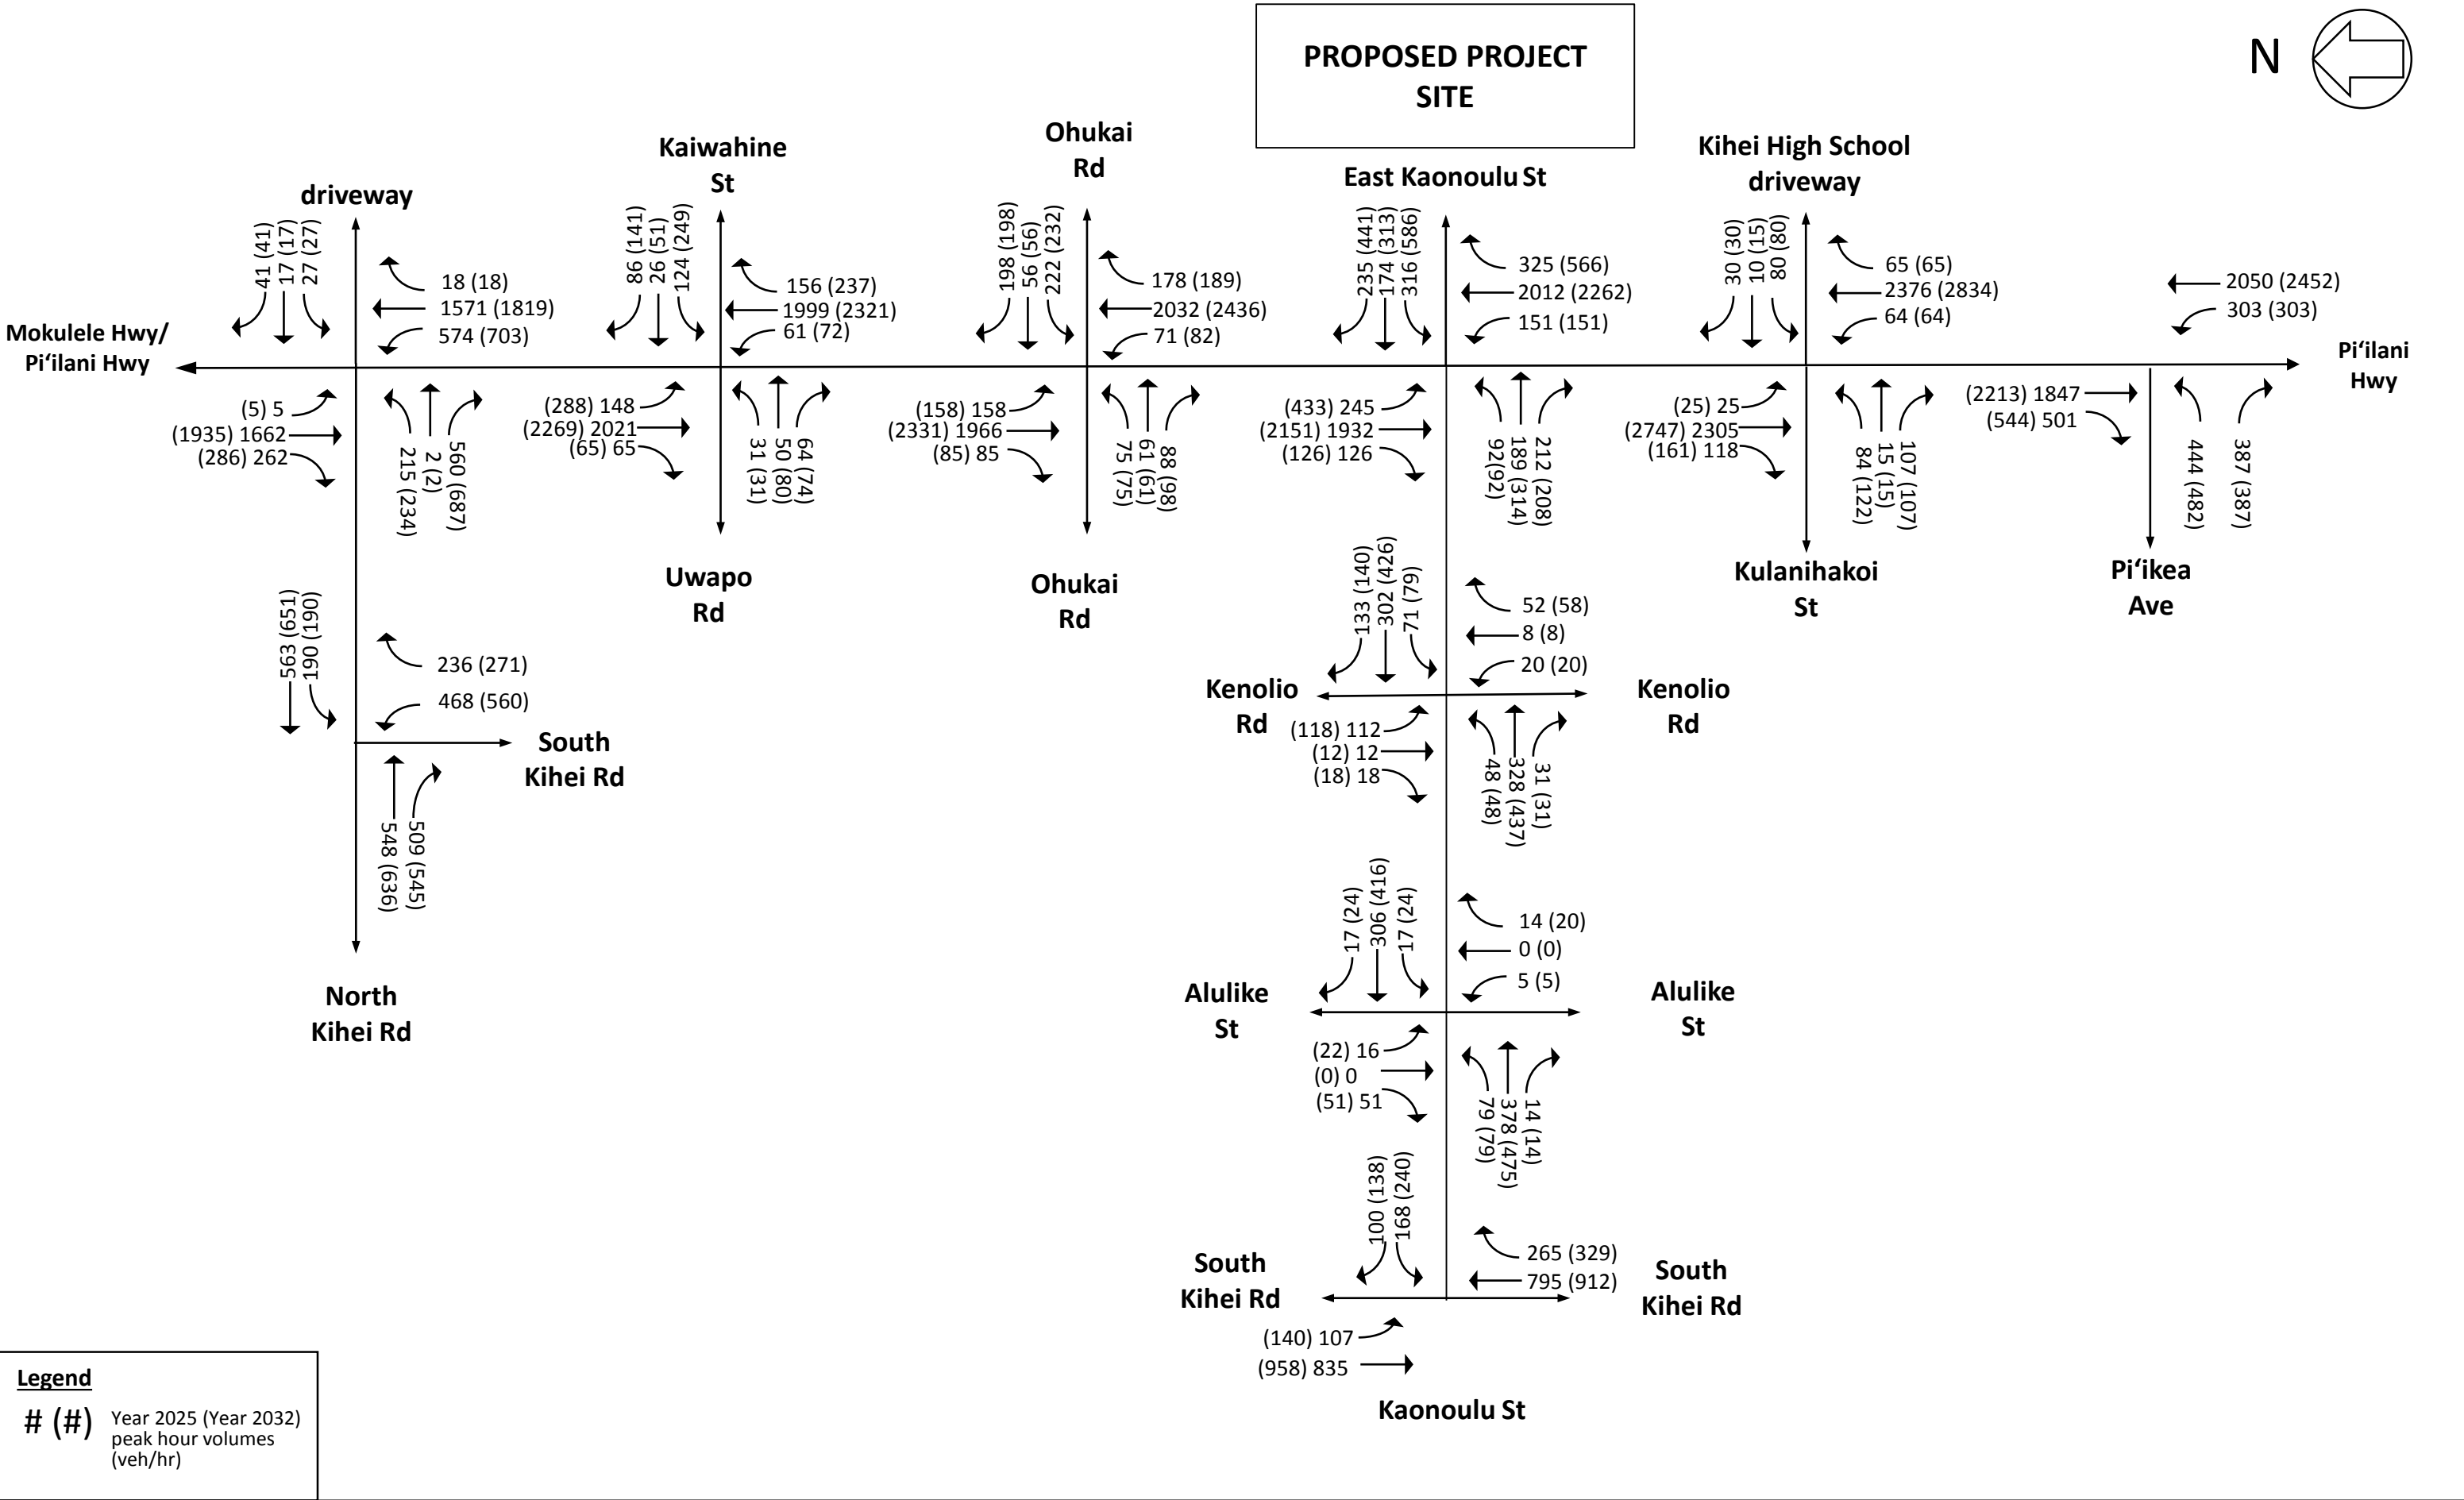 PROPOSED PROJECT
SITE
N
driveway
Kaiwahine
St
Ohukai
Rd
East Kaonoulu St
Kihei High School
driveway
Mokulele Hwy/
Pi‘ilani Hwy
Pi‘ilani
Hwy
41 (41)
17 (17)
27 (27)
18 (18)
1571 (1819)
574 (703)
(5) 5
(1935) 1662
(286) 262
215 (234)
2 (2)
560 (687)
86 (141)
26 (51)
124 (249)
156 (237)
1999 (2321)
61 (72)
(288) 148
(2269) 2021
(65) 65
31 (31)
50 (80)
64 (74)
Uwapo
Rd
198 (198)
56 (56)
222 (232)
178 (189)
2032 (2436)
71 (82)
(158) 158
(2331) 1966
(85) 85
75 (75)
61 (61)
88 (98)
Ohukai
Rd
235 (441)
174 (313)
316 (586)
325 (566)
2012 (2262)
151 (151)
(433) 245
(2151) 1932
(126) 126
92(92)
189 (314)
212 (208)
30 (30)
10 (15)
80 (80)
65 (65)
2376 (2834)
64 (64)
(25) 25
(2747) 2305
(161) 118
84 (122)
15 (15)
107 (107)
Kulanihakoi
St
2050 (2452)
303 (303)
(2213) 1847
(544) 501
444 (482)
387 (387)
Pi‘ikea
Ave
563 (651)
190 (190)
236 (271)
468 (560)
South
Kihei Rd
548 (636)
509 (545)
North
Kihei Rd
133 (140)
302 (426)
71 (79)
52 (58)
8 (8)
20 (20)
Kenolio
Rd
Kenolio
Rd
(118) 112
(12) 12
(18) 18
48 (48)
328 (437)
31 (31)
17 (24)
306 (416)
17 (24)
14 (20)
0 (0)
5 (5)
Alulike
St
Alulike
St
(22) 16
(0) 0
(51) 51
79 (79)
378 (475)
14 (14)
100 (138)
168 (240)
265 (329)
795 (912)
South
Kihei Rd
South
Kihei Rd
(140) 107
(958) 835
Kaonoulu St
Legend
# (#)
Year 2025 (Year 2032)
peak hour volumes
(veh/hr)